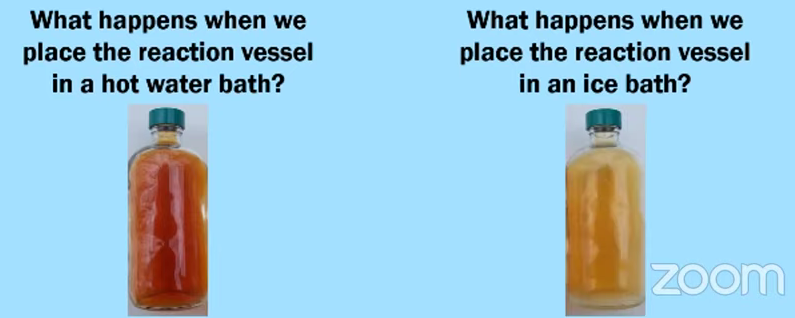 What happens when we
place the reaction vessel
in a hot water bath?
What happens when we
place the reaction vessel
in an ice bath?
zoom